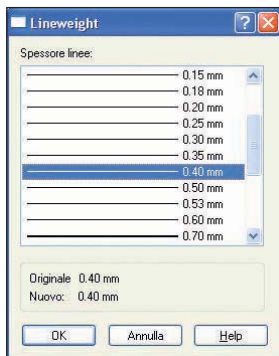 Lineweight
Spessore linee:
0.15 mm
0.18 mm
0.20 mm
0.25 mm
0.30 mm
0.35 mm
0.40 mm
0.50 mm
0.53 mm
0.60 mm
0.70 mm
Originale 0.40 mm
Nuovo: 0.40 mm
OK Annulla Help